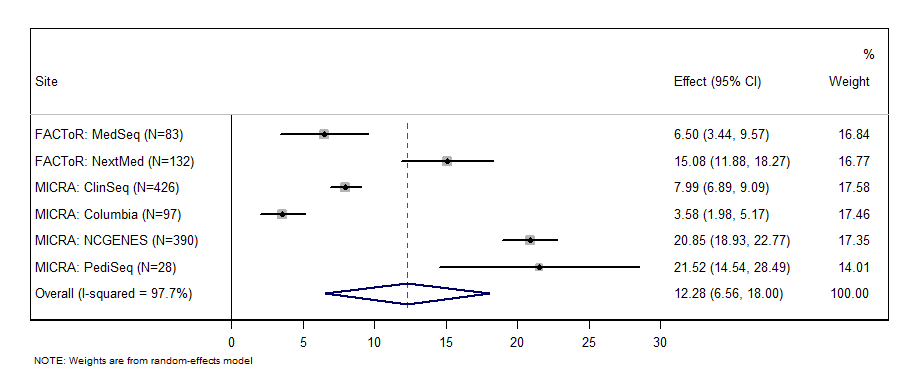 %
Site Effect (95% CI) Weight
FACToR: MedSeq (N=83) 6.50 (3.44, 9.57) 16.84
FACToR: NextMed (N=132) 15.08 (11.88, 18.27) 16.77
MICRA: ClinSeq (N=426) 7.99 (6.89, 9.09) 17.58
MICRA: Columbia (N=97) 3.58 (1.98, 5.17) 17.46
MICRA: NCGENES (N=390) 20.85 (18.93, 22.77) 17.35
MICRA: PediSeq (N=28) 21.52 (14.54, 28.49) 14.01
Overall (I-squared = 97.7%) 12.28 (6.56, 18.00) 100.00
0 5 10 15 20 25 30
NOTE: Weights are from random-effects model